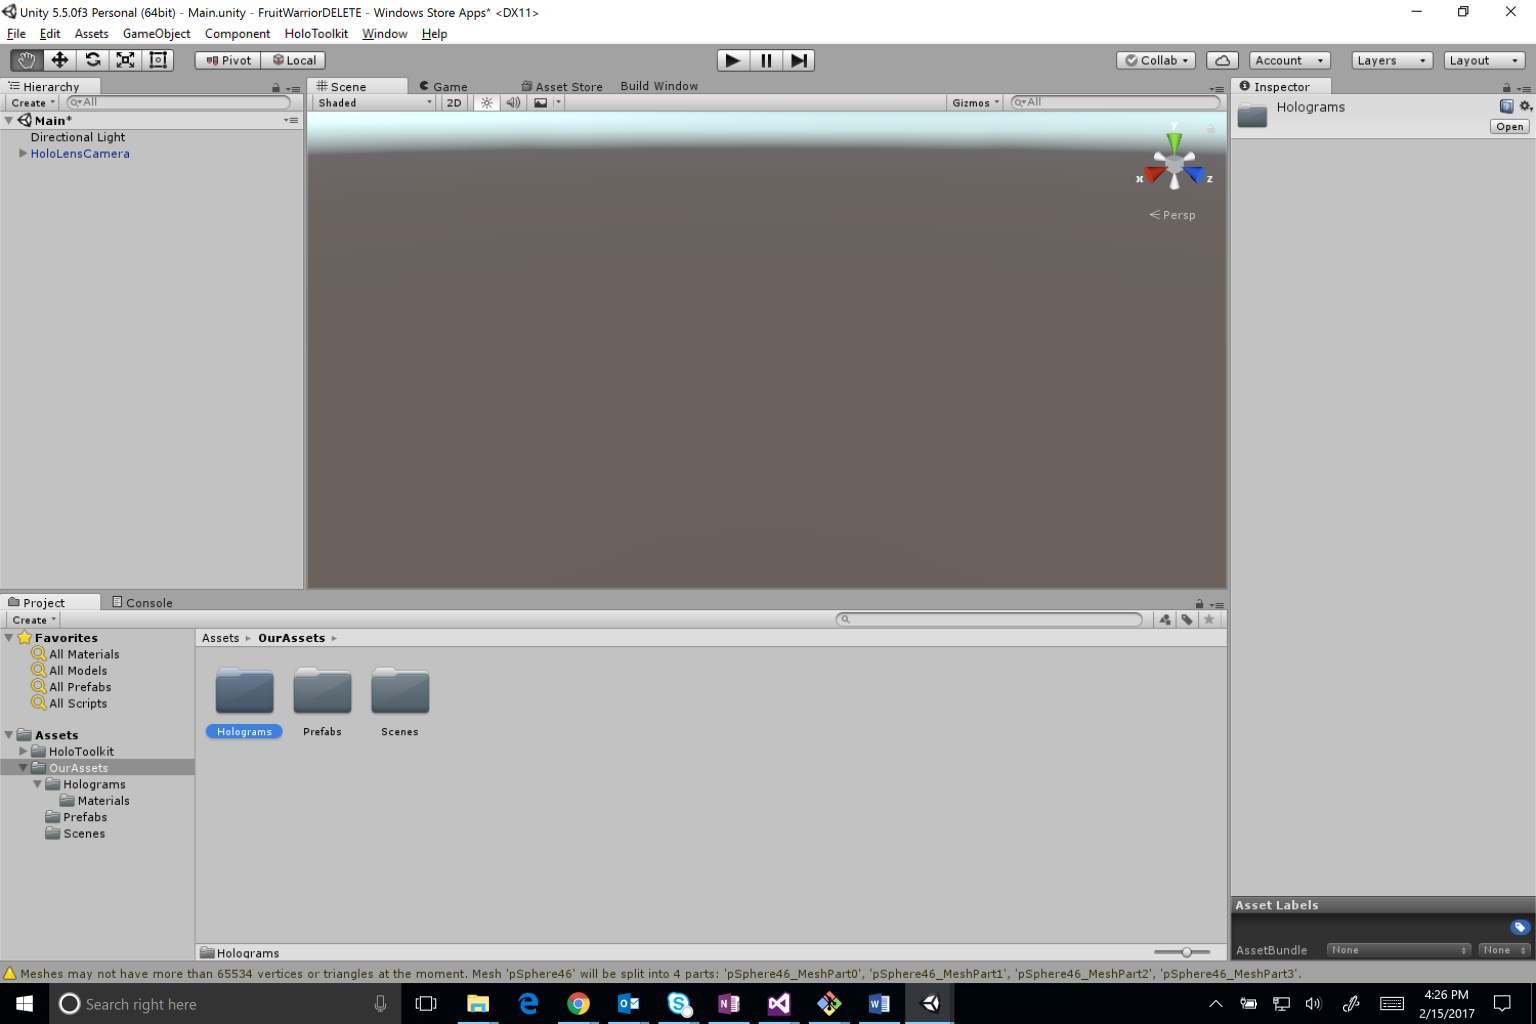 Unity 5.5.0f3 Personal (64bit) - Main.unity - FruitWarriorDELETE - Windows Store Apps* <DX11>
File Edit Assets GameObject Component HoloToolkit Window Help
Pivot Local Collab Account Layers Layout
Hierarchy
Create All
Main*
Directional Light
HoloLensCamera
Scene Game Asset Store Build Window
Shaded 2D Gizmos All
y
x z
Persp
Inspector
Holograms
Open
Project Console
Create
Favorites
All Materials
All Models
All Prefabs
All Scripts
Assets
HoloToolkit
OurAssets
Holograms
Materials
Prefabs
Scenes
Assets OurAssets
Holograms Prefabs Scenes
Holograms
Asset Labels
AssetBundle None None
Meshes may not have more than 65534 vertices or triangles at the moment. Mesh 'pSphere46' will be split into 4 parts: 'pSphere46_MeshPart0', 'pSphere46_MeshPart1', 'pSphere46_MeshPart2', 'pSphere46_MeshPart3'.
Search right here
4:26 PM
2/15/2017